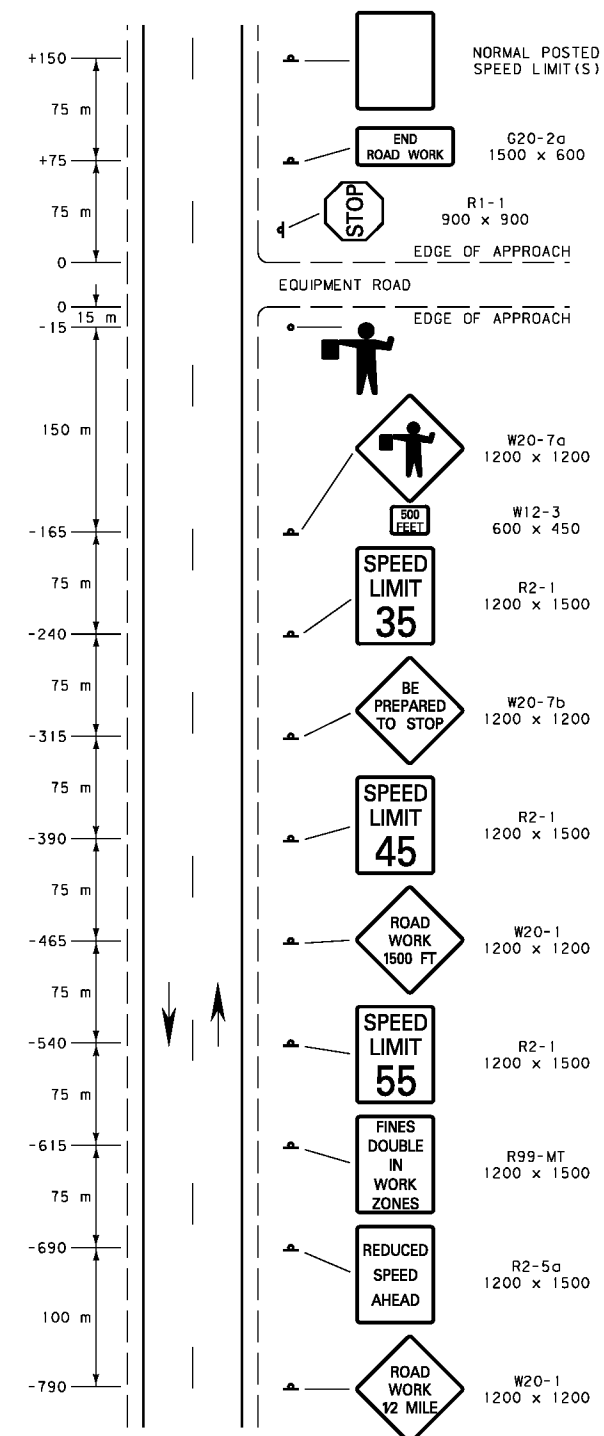 +150
NORMAL POSTED
SPEED LIMIT(S)
75 m
+75
END
ROAD WORK
G20-2a
1500 x 600
75 m
STOP
R1-1
900 x 900
0
EDGE OF APPROACH
EQUIPMENT ROAD
0
15 m
EDGE OF APPROACH
-15
150 m
W20-7a
1200 x 1200
500
FEET
W12-3
600 x 450
-165
75 m
SPEED
LIMIT
35
R2-1
1200 x 1500
-240
75 m
BE
PREPARED
TO STOP
W20-7b
1200 x 1200
-315
75 m
SPEED
LIMIT
45
R2-1
1200 x 1500
-390
75 m
ROAD
WORK
1500 FT
W20-1
1200 x 1200
-465
75 m
SPEED
LIMIT
55
R2-1
1200 x 1500
-540
75 m
FINES
DOUBLE
IN
WORK
ZONES
R99-MT
1200 x 1500
-615
75 m
REDUCED
SPEED
AHEAD
R2-5a
1200 x 1500
-690
100 m
ROAD
WORK
1/2 MILE
W20-1
1200 x 1200
-790